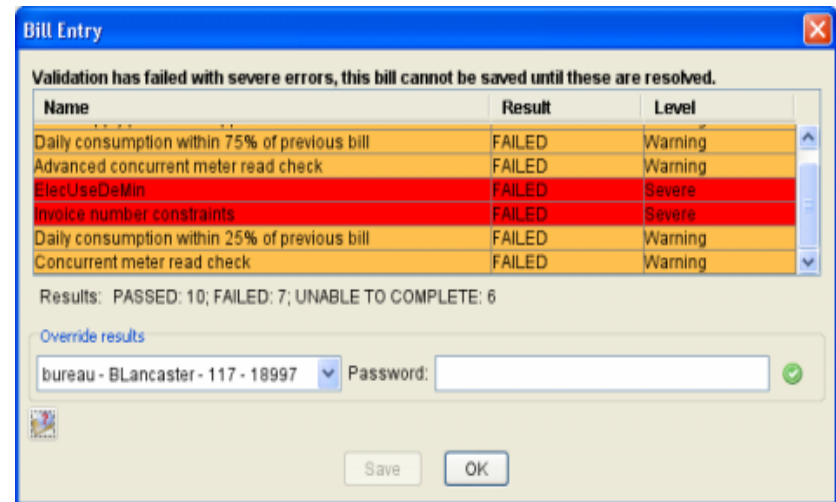 Bill Entry
Validation has failed with severe errors, this bill cannot be saved until these are resolved.
Name Result Level
Daily consumption within 75% of previous bill FAILED Warning
Advanced concurrent meter read check FAILED Warning
ElecUseDeMin FAILED Severe
Invoice number constraints FAILED Severe
Daily consumption within 25% of previous bill FAILED Warning
Concurrent meter read check FAILED Warning
Results: PASSED: 10; FAILED: 7; UNABLE TO COMPLETE: 6
Override results
bureau - BLancaster - 117 - 18997 Password:
Save OK